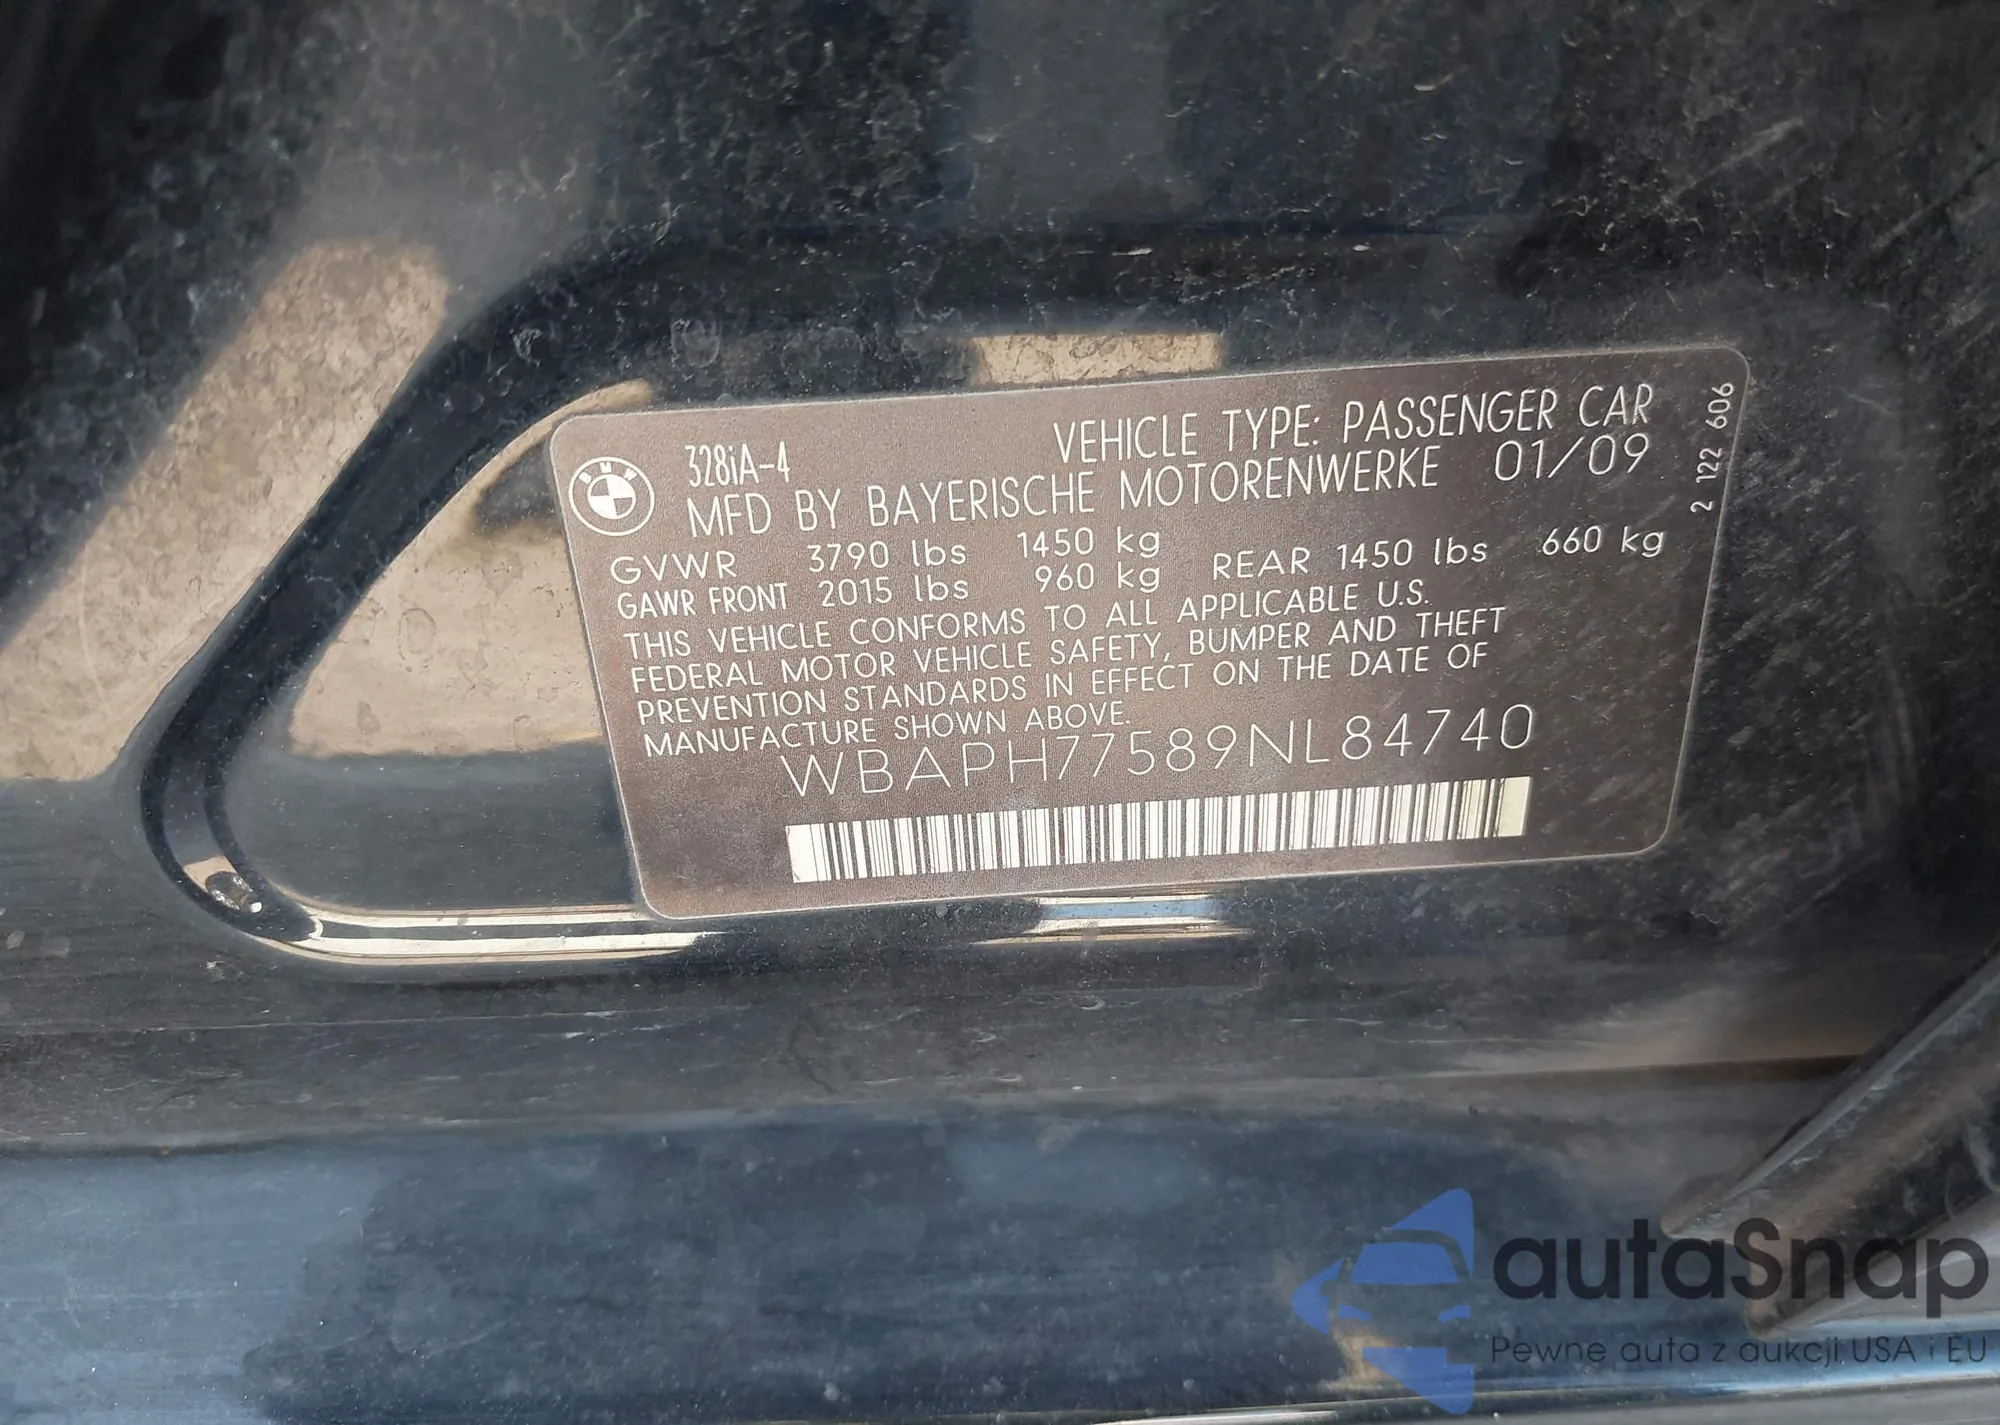 BMW
328iA-4
VEHICLE TYPE: PASSENGER CAR
MFD BY BAYERISCHE MOTORENWERKE 01/09
GVWR 3790 lbs 1450 kg
GAWR FRONT 2015 lbs 960 kg REAR 1450 lbs 660 kg
THIS VEHICLE CONFORMS TO ALL APPLICABLE U.S.
FEDERAL MOTOR VEHICLE SAFETY, BUMPER AND THEFT
PREVENTION STANDARDS IN EFFECT ON THE DATE OF
MANUFACTURE SHOWN ABOVE.
WBAPH77589NL84740
2 122 606
autaSnap
Pewne auta z aukcji USA i EU